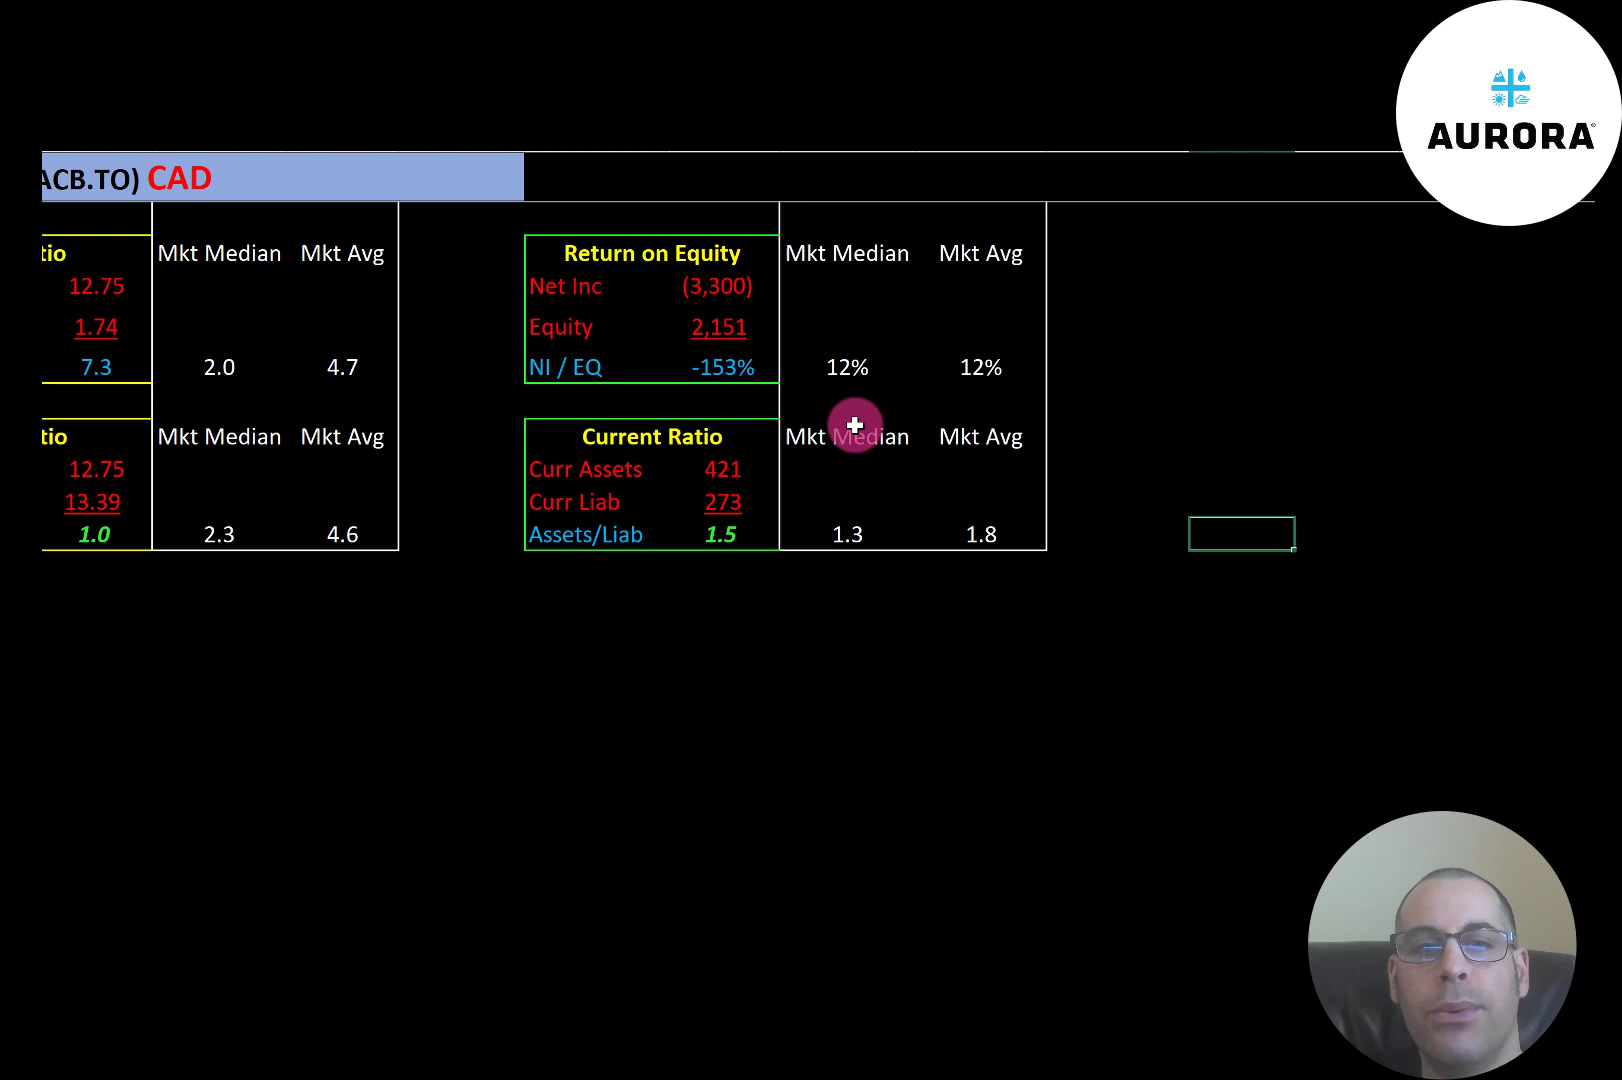 AURORA
ACB.TO) CAD
tio Mkt Median Mkt Avg
12.75
1.74
7.3 2.0 4.7
Return on Equity Mkt Median Mkt Avg
Net Inc (3,300)
Equity 2,151
NI / EQ -153% 12% 12%
tio Mkt Median Mkt Avg
12.75
13.39
1.0 2.3 4.6
Current Ratio Mkt Median Mkt Avg
Curr Assets 421
Curr Liab 273
Assets/Liab 1.5 1.3 1.8